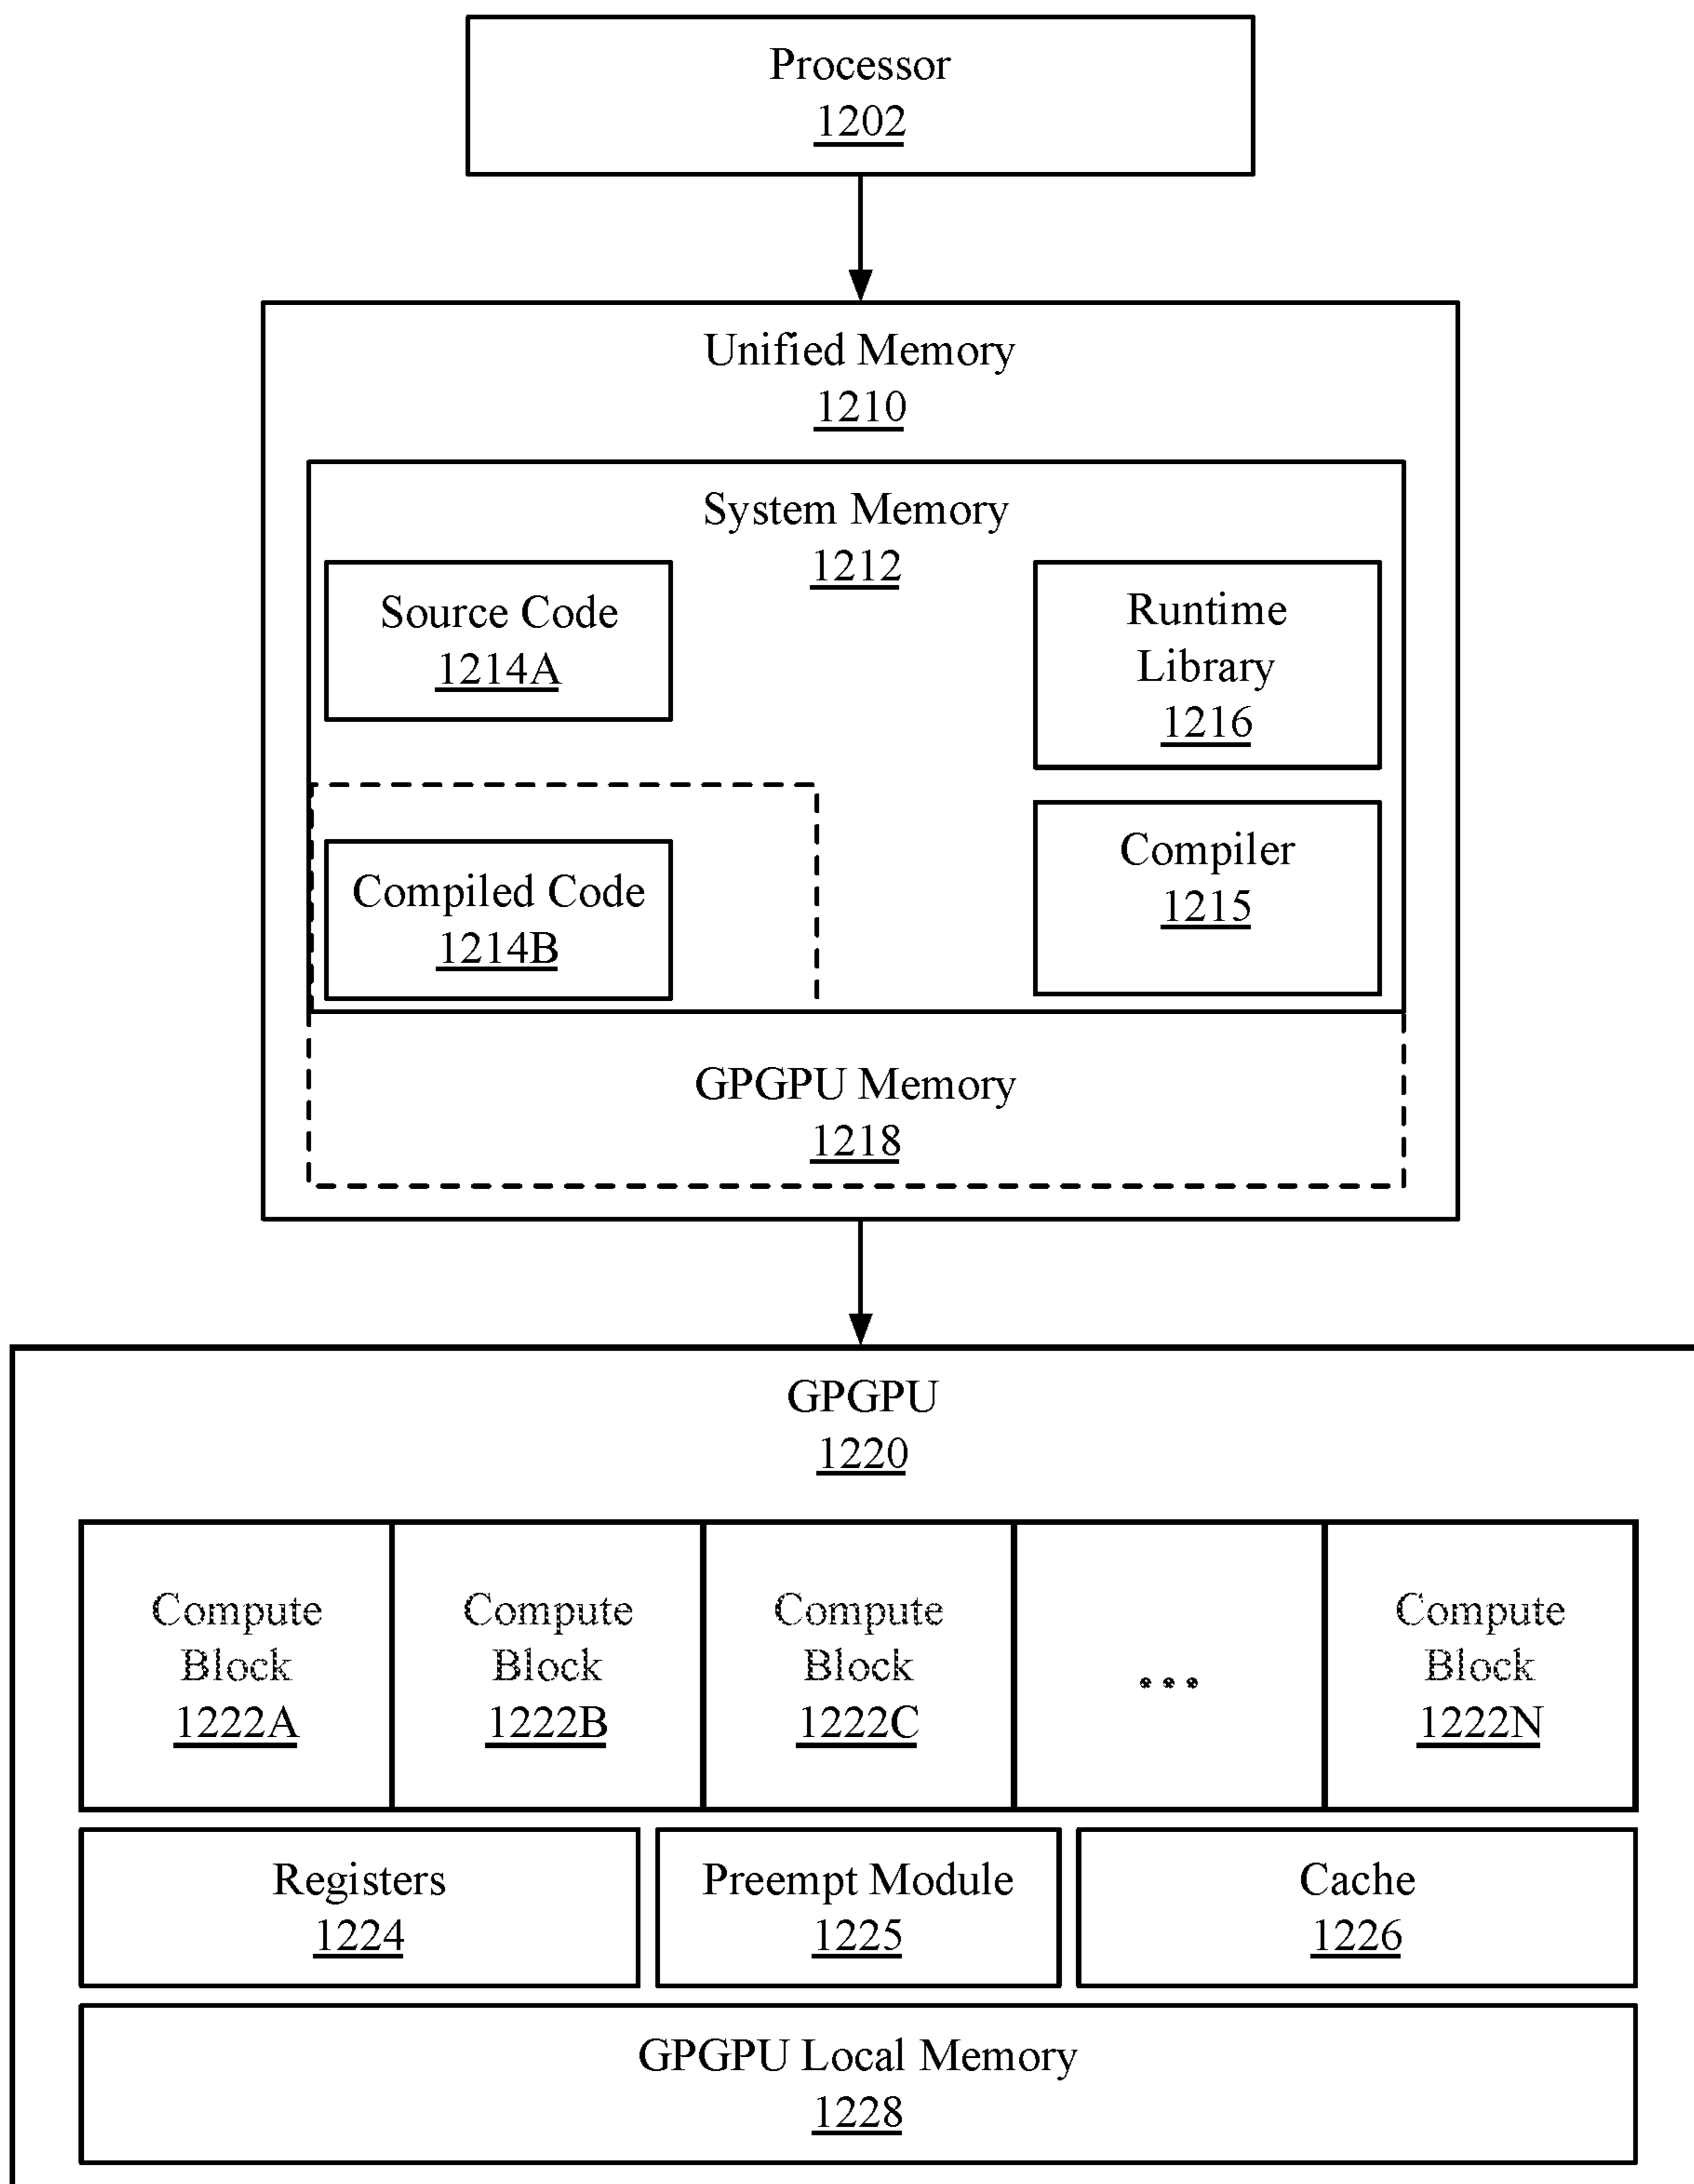 Processor
1202
Unified Memory
1210
System Memory
1212
Source Code
1214A
Runtime
Library
1216
Compiled Code
1214B
Compiler
1215
GPGPU Memory
1218
GPGPU
1220
Compute
Block
1222A
Compute
Block
1222B
Compute
Block
1222C
...
Compute
Block
1222N
Registers
1224
Preempt Module
1225
Cache
1226
GPGPU Local Memory
1228